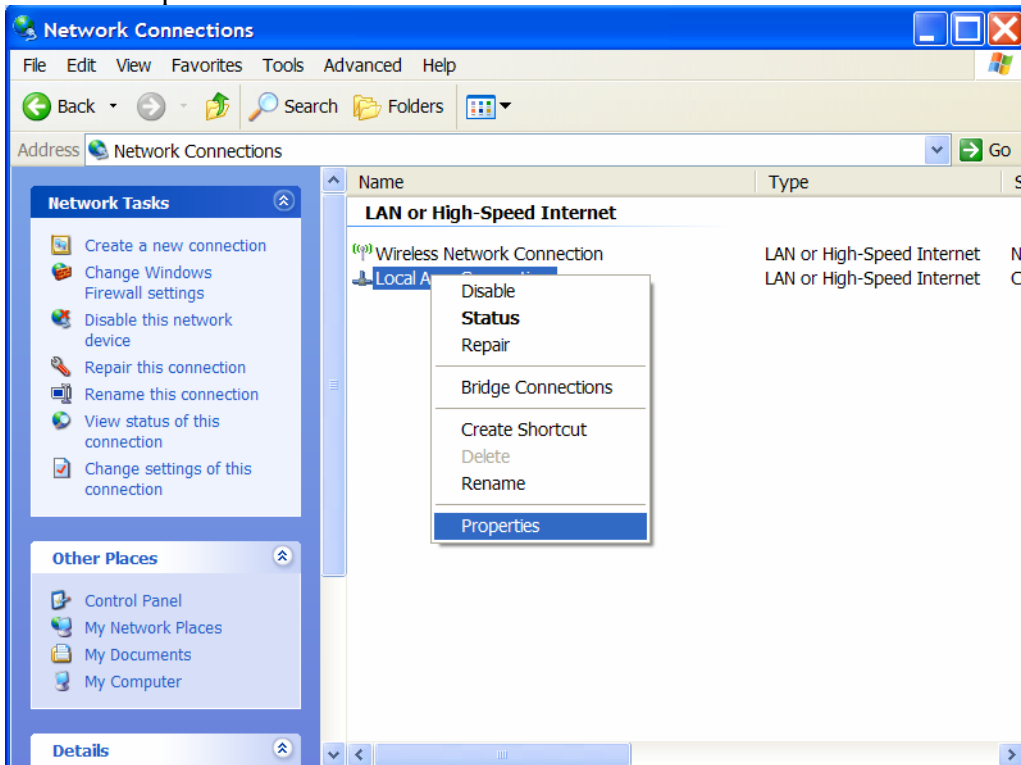 Network Connections
File Edit View Favorites Tools Advanced Help
Back Search Folders
Address Network Connections Go
Network Tasks
Create a new connection
Change Windows
Firewall settings
Disable this network
device
Repair this connection
Rename this connection
View status of this
connection
Change settings of this
connection
Other Places
Control Panel
My Network Places
My Documents
My Computer
Details
Name Type S
LAN or High-Speed Internet
Wireless Network Connection LAN or High-Speed Internet N
Local A LAN or High-Speed Internet C
Disable
Status
Repair
Bridge Connections
Create Shortcut
Delete
Rename
Properties